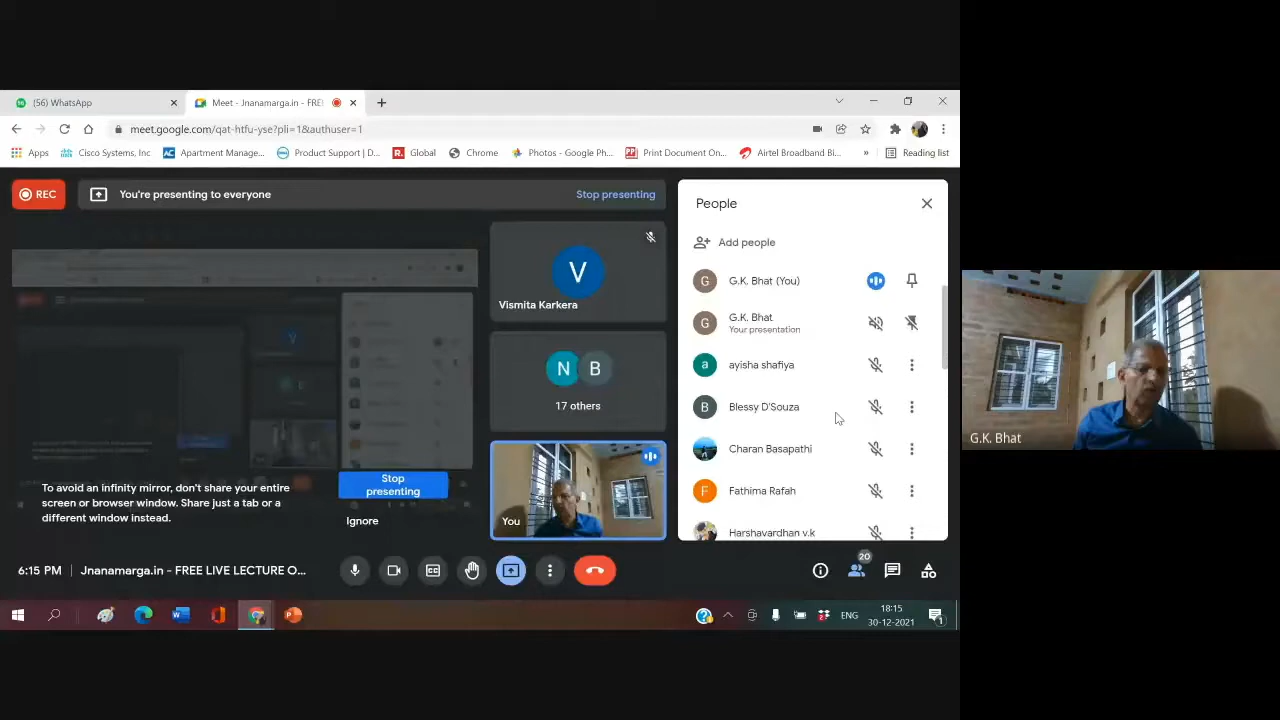 (56) WhatsApp
Meet - Jnanamarga.in - FREE
meet.google.com/qat-htfu-yse?pli=1&authuser=1
Apps
Cisco Systems, Inc
Apartment Manage...
Product Support | D...
Global
Chrome
Photos - Google Ph...
Print Document On...
Airtel Broadband Bi...
»
Reading list
REC
You're presenting to everyone
Stop presenting
V
Vismita Karkera
N B
17 others
You
To avoid an infinity mirror, don't share your entire
screen or browser window. Share just a tab or a
different window instead.
Stop
presenting
Ignore
People
Add people
G
G.K. Bhat (You)
G
G.K. Bhat
Your presentation
a
ayisha shafiya
B
Blessy D'Souza
Charan Basapathi
F
Fathima Rafah
Harshavardhan v.k
6:15 PM | Jnanamarga.in - FREE LIVE LECTURE O...
20
ENG
18:15
30-12-2021
1
G.K. Bhat